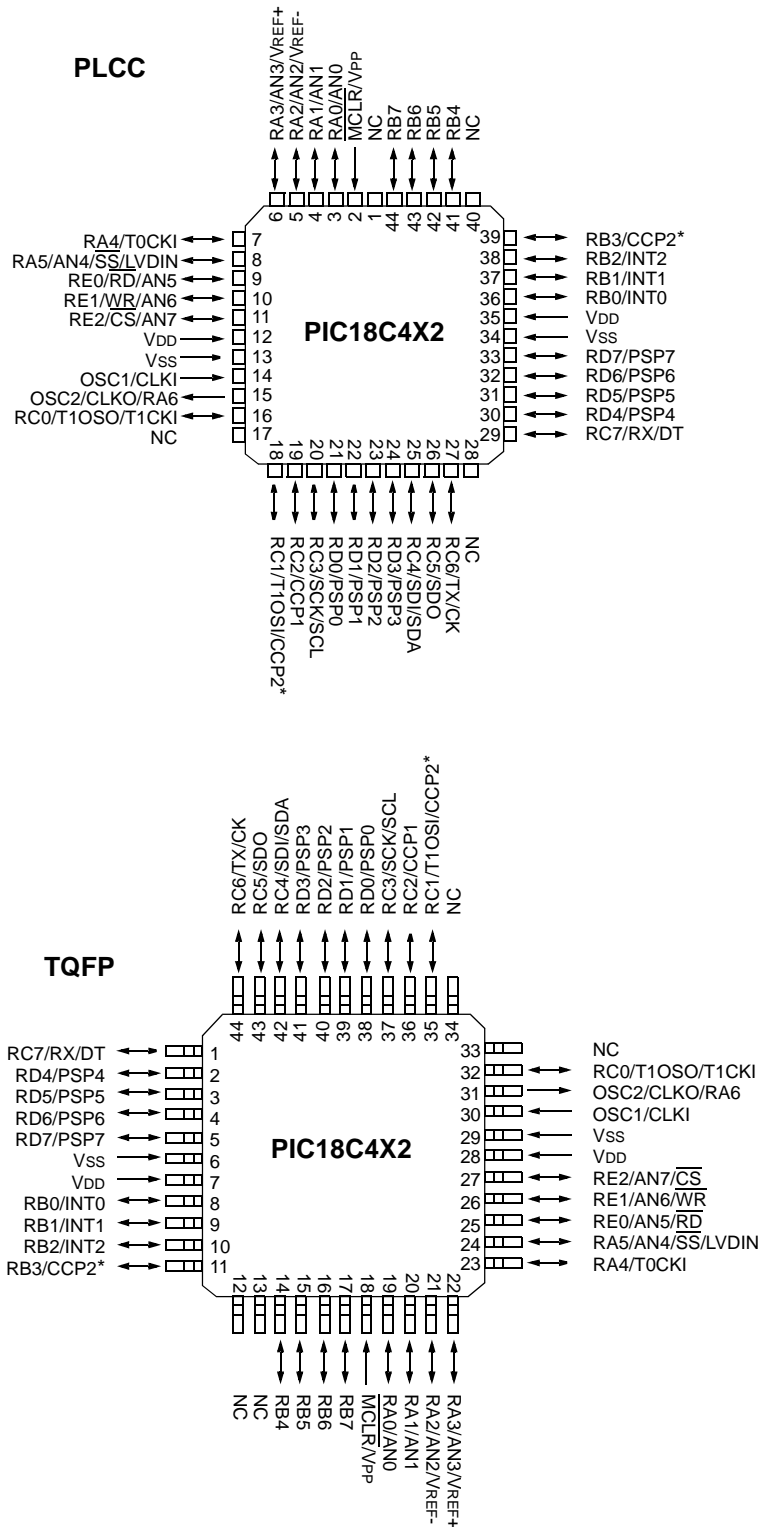 PLCC
RA3/AN3/VREF+
RA2/AN2/VREF-
RA1/AN1
RA0/AN0
MCLR/VPP
NC
RB7
RB6
RB5
RB4
NC
6
5
4
3
2
1
44
43
42
41
40
RA4/T0CKI
RA5/AN4/SS/LVDIN
RE0/RD/AN5
RE1/WR/AN6
RE2/CS/AN7
VDD
VSS
OSC1/CLKI
OSC2/CLKO/RA6
RC0/T1OSO/T1CKI
NC
7
8
9
10
11
12
13
14
15
16
17
PIC18C4X2
39
38
37
36
35
34
33
32
31
30
29
RB3/CCP2*
RB2/INT2
RB1/INT1
RB0/INT0
VDD
VSS
RD7/PSP7
RD6/PSP6
RD5/PSP5
RD4/PSP4
RC7/RX/DT
18
19
20
21
22
23
24
25
26
27
28
RC1/T1OSI/CCP2*
RC2/CCP1
RC3/SCK/SCL
RD0/PSP0
RD1/PSP1
RD2/PSP2
RD3/PSP3
RC4/SDI/SDA
RC5/SDO
RC6/TX/CK
NC
TQFP
RC6/TX/CK
RC5/SDO
RC4/SDI/SDA
RD3/PSP3
RD2/PSP2
RD1/PSP1
RD0/PSP0
RC3/SCK/SCL
RC2/CCP1
RC1/T1OSI/CCP2*
NC
44
43
42
41
40
39
38
37
36
35
34
RC7/RX/DT
RD4/PSP4
RD5/PSP5
RD6/PSP6
RD7/PSP7
VSS
VDD
RB0/INT0
RB1/INT1
RB2/INT2
RB3/CCP2*
1
2
3
4
5
6
7
8
9
10
11
PIC18C4X2
33
32
31
30
29
28
27
26
25
24
23
NC
RC0/T1OSO/T1CKI
OSC2/CLKO/RA6
OSC1/CLKI
VSS
VDD
RE2/AN7/CS
RE1/AN6/WR
RE0/AN5/RD
RA5/AN4/SS/LVDIN
RA4/T0CKI
12
13
14
15
16
17
18
19
20
21
22
NC
NC
RB4
RB5
RB6
RB7
MCLR/VPP
RA0/AN0
RA1/AN1
RA2/AN2/VREF-
RA3/AN3/VREF+